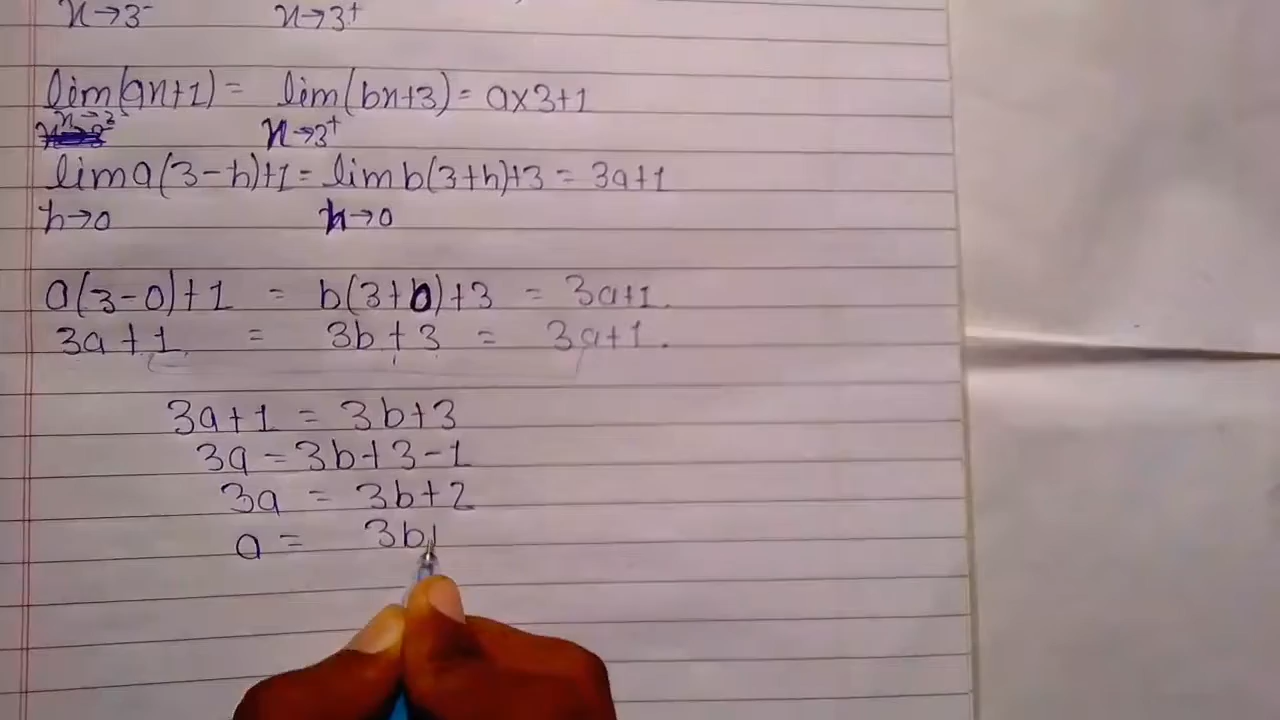 x→3⁻ x→3⁺
lim(ax+1) = lim(bx+3) = a×3+1
x→3⁺
lim a(3-h)+1 = lim b(3+h)+3 = 3a+1
h→0 h→0
a(3-0)+1 = b(3+0)+3 = 3a+1.
3a+1 = 3b+3 = 3a+1.
3a+1 = 3b+3
3a = 3b+3-1
3a = 3b+2
a = 3b